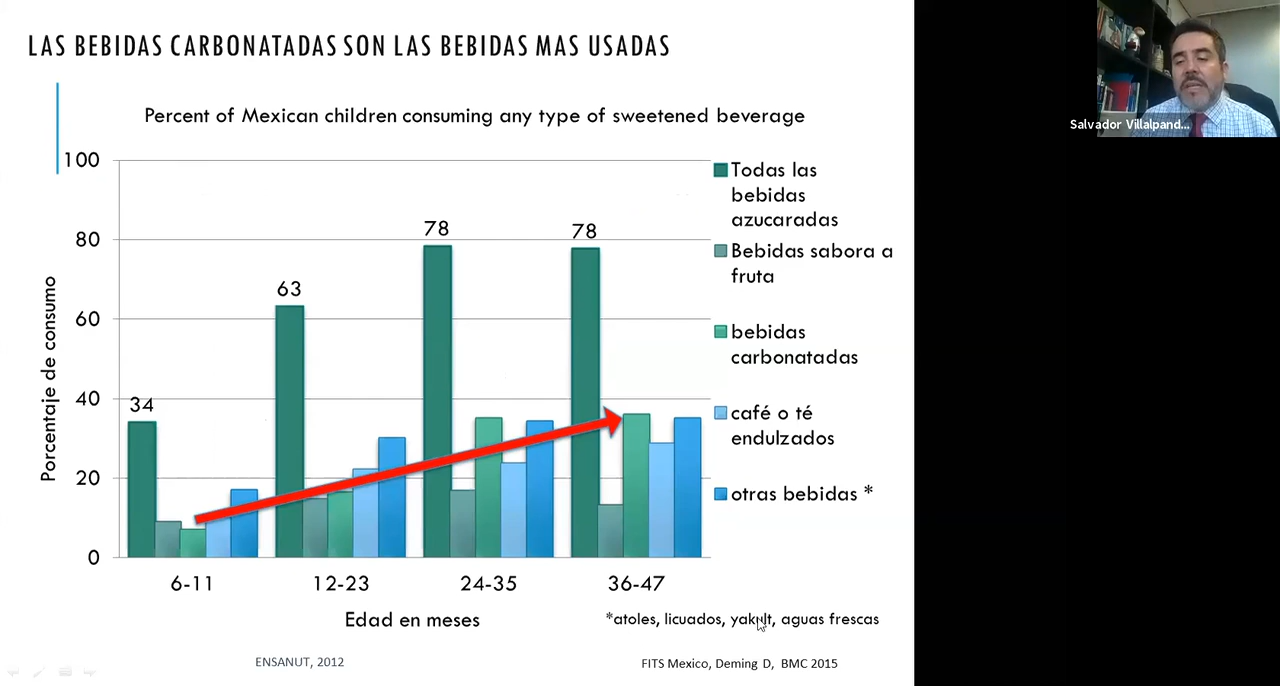 LAS BEBIDAS CARBONATADAS SON LAS BEBIDAS MAS USADAS
Percent of Mexican children consuming any type of sweetened beverage
Salvador Villalpand...
Porcentaje de consumo
100
80
60
40
20
0
34
63
78
78
6-11
12-23
24-35
36-47
Edad en meses
Todas las
bebidas
azucaradas
Bebidas sabora a
fruta
bebidas
carbonatadas
café o té
endulzados
otras bebidas *
*atoles, licuados, yakult, aguas frescas
ENSANUT, 2012
FITS Mexico, Deming D, BMC 2015